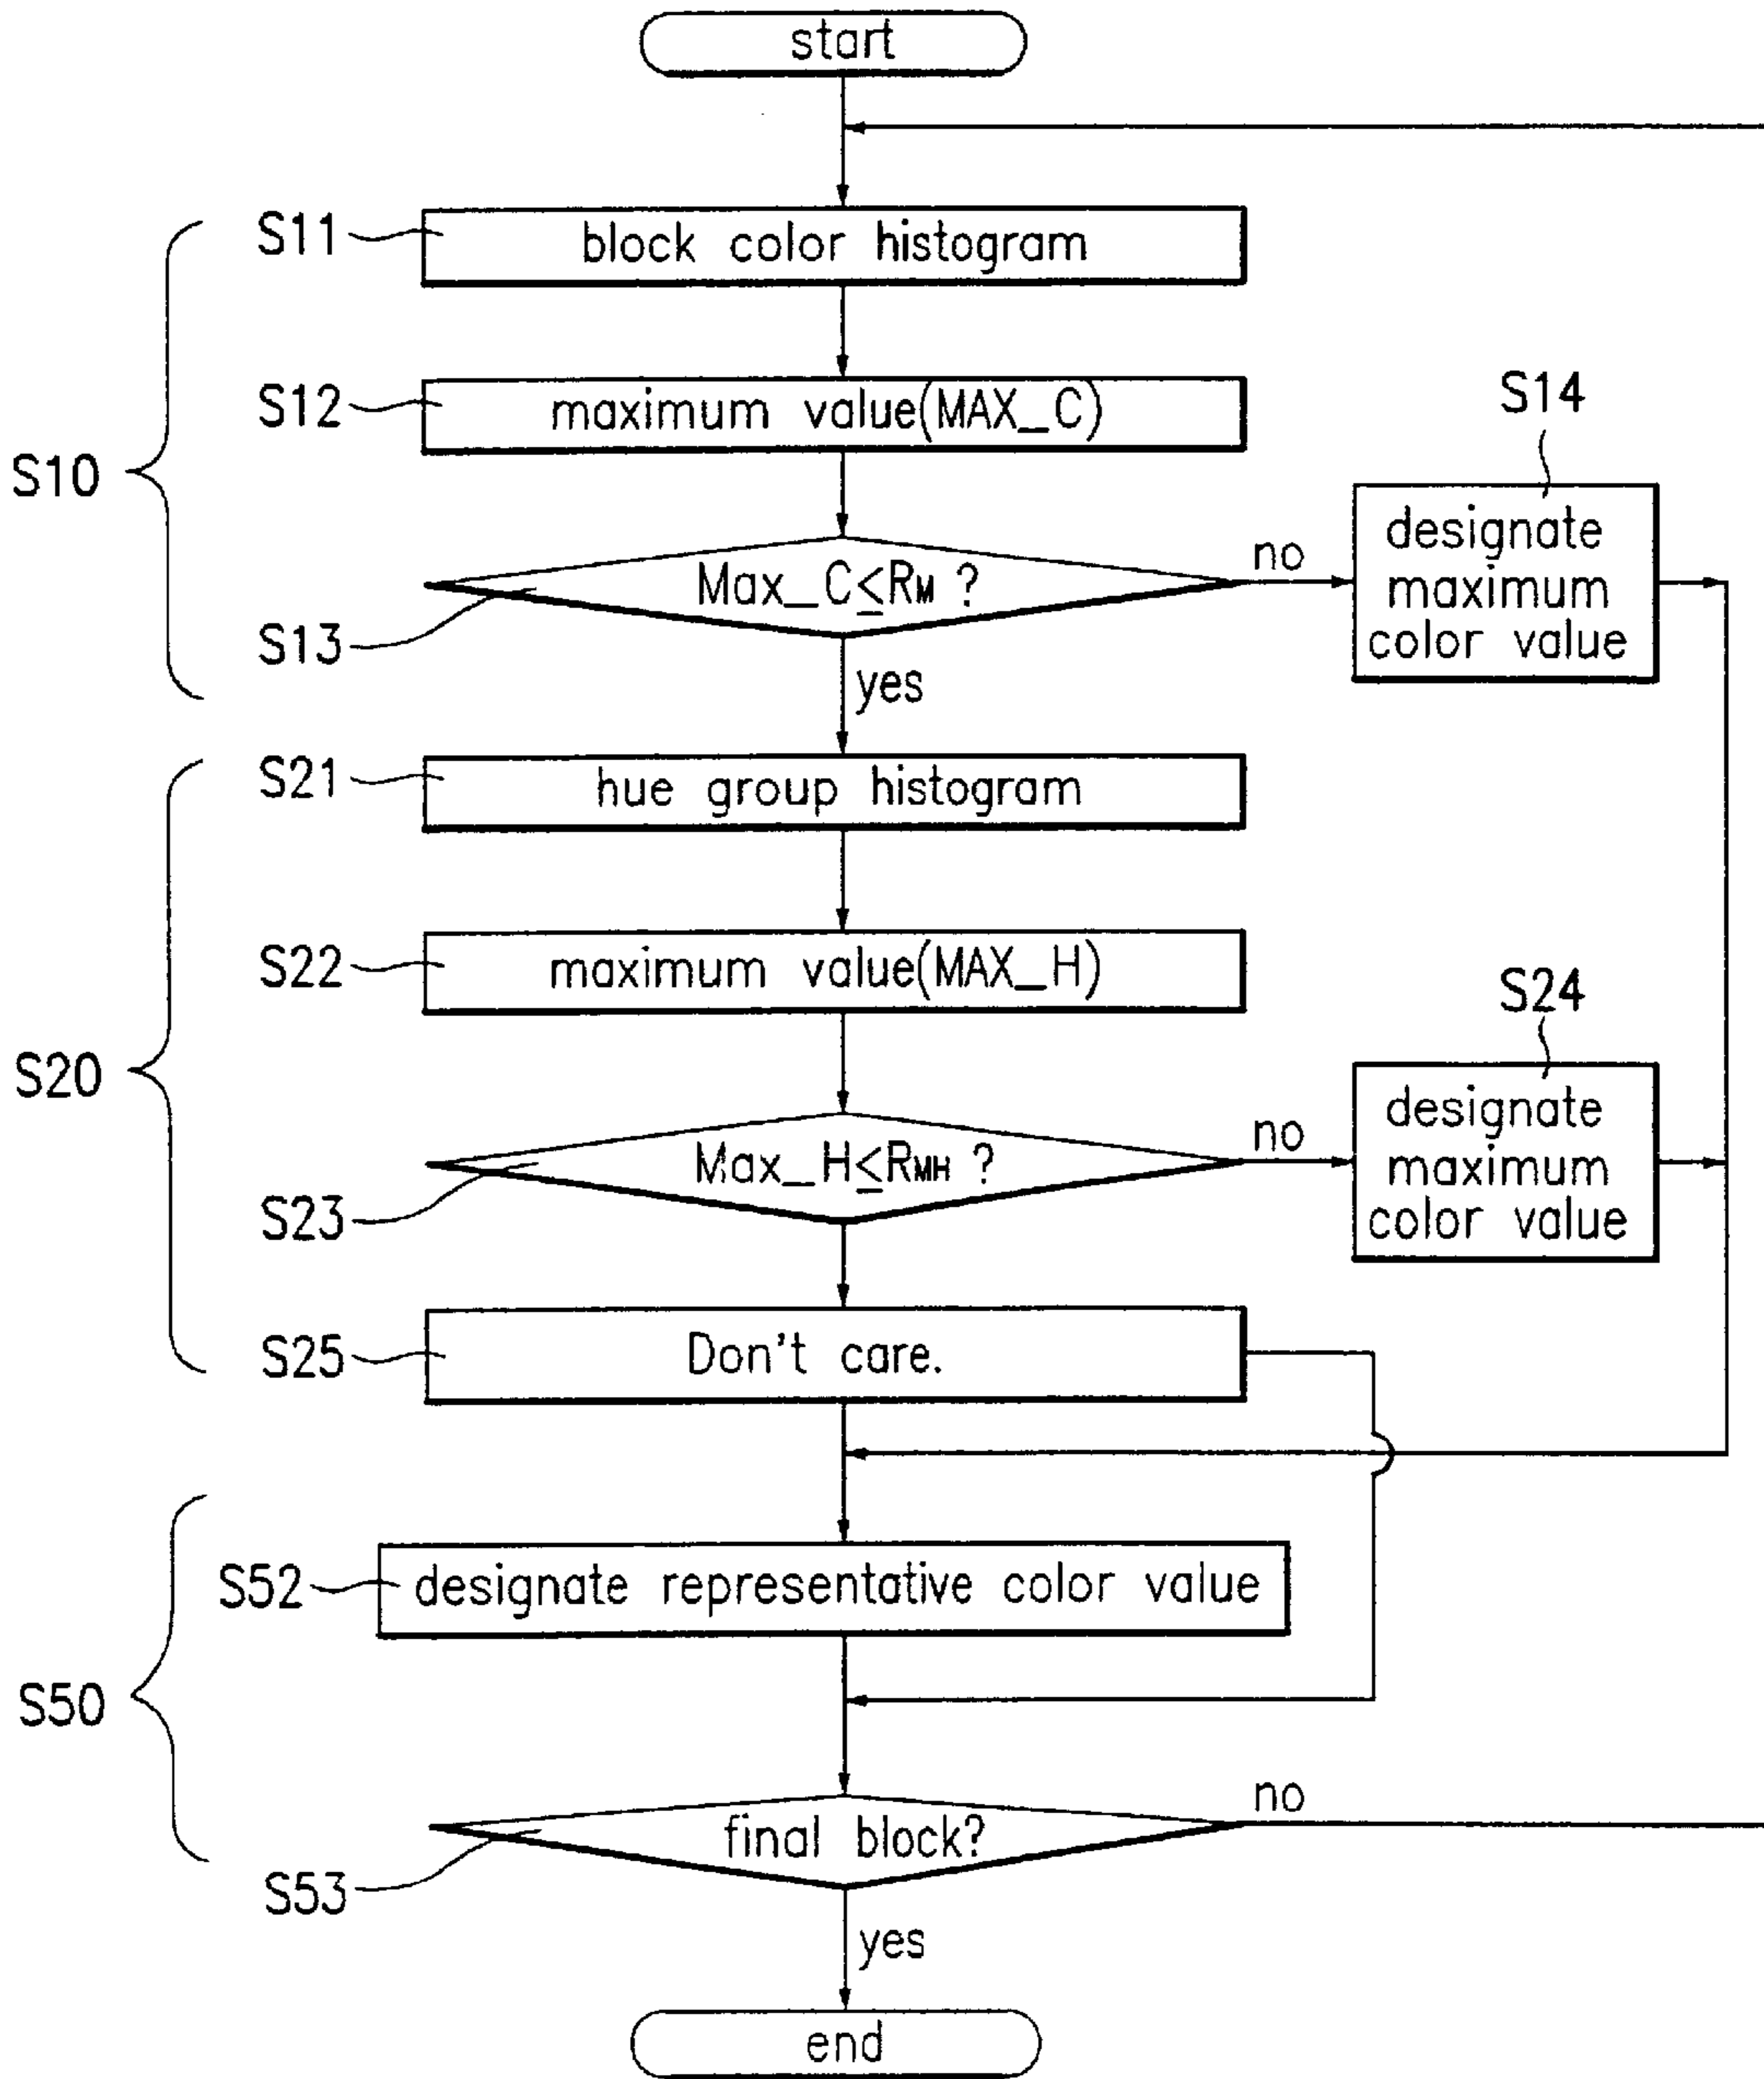 start
S11
block color histogram
S12
maximum value(MAX_C)
S14
S10
designate
maximum
color value
Max_C≤RM ?
no
S13
yes
S21
hue group histogram
S22
maximum value(MAX_H)
S24
S20
designate
maximum
color value
Max_H≤RMH ?
no
S23
S25
Don't care.
S52
designate representative color value
S50
final block?
no
S53
yes
end